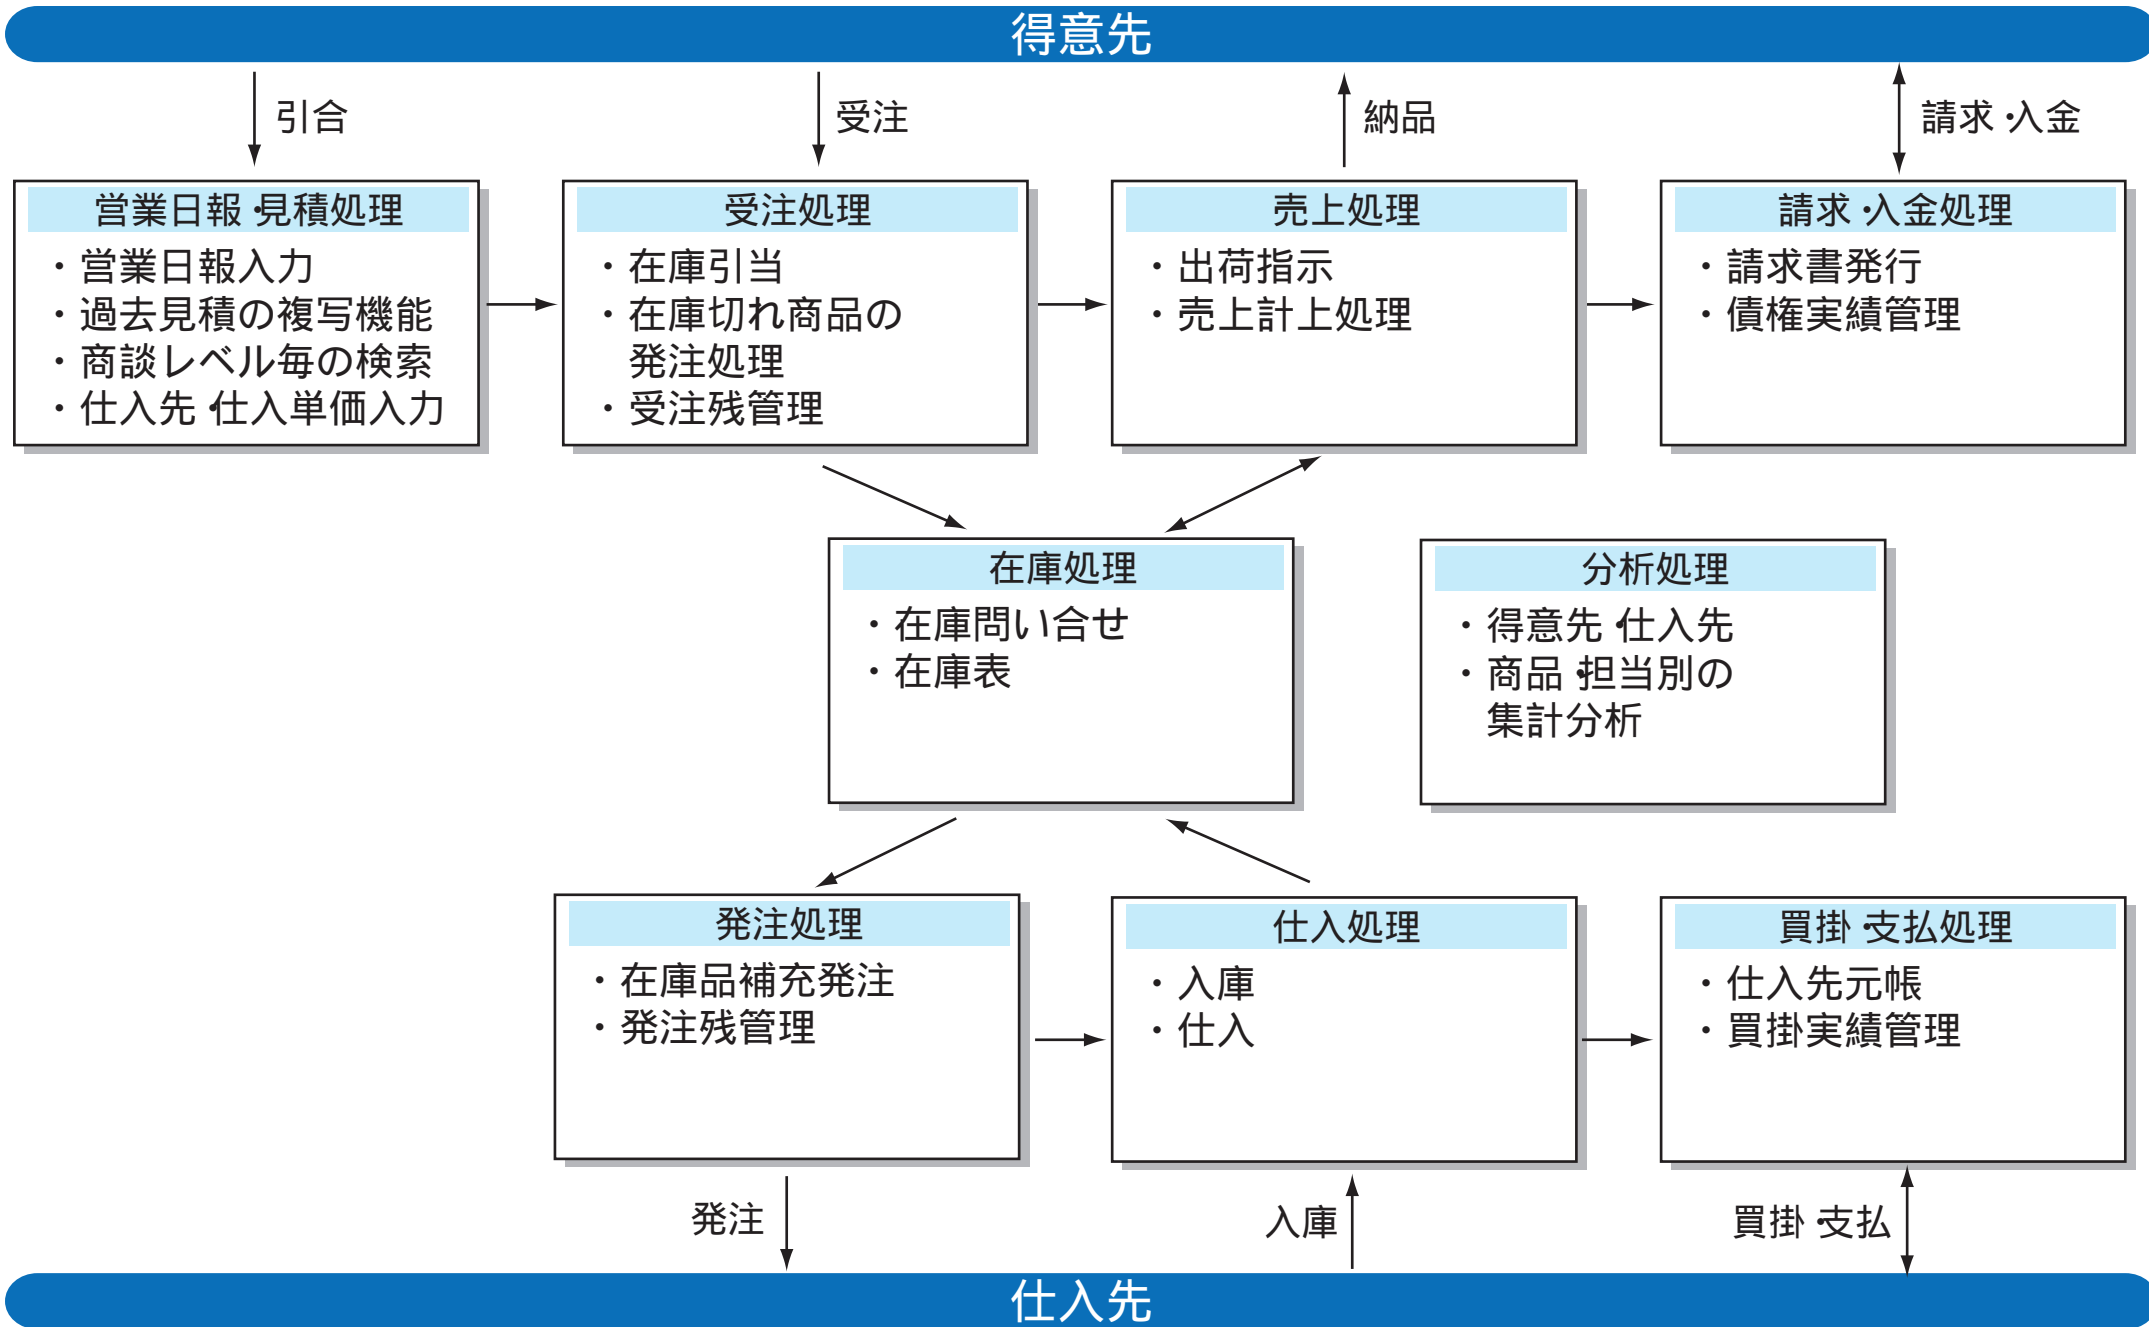 得意先
引合
受注
納品
請求・入金
営業日報・見積処理
・営業日報入力
・過去見積の複写機能
・商談レベル毎の検索
・仕入先・仕入単価入力
受注処理
・在庫引当
・在庫切れ商品の
発注処理
・受注残管理
売上処理
・出荷指示
・売上計上処理
請求・入金処理
・請求書発行
・債権実績管理
在庫処理
・在庫問い合せ
・在庫表
分析処理
・得意先・仕入先
・商品・担当別の
集計分析
発注処理
・在庫品補充発注
・発注残管理
仕入処理
・入庫
・仕入
買掛・支払処理
・仕入先元帳
・買掛実績管理
発注
入庫
買掛・支払
仕入先